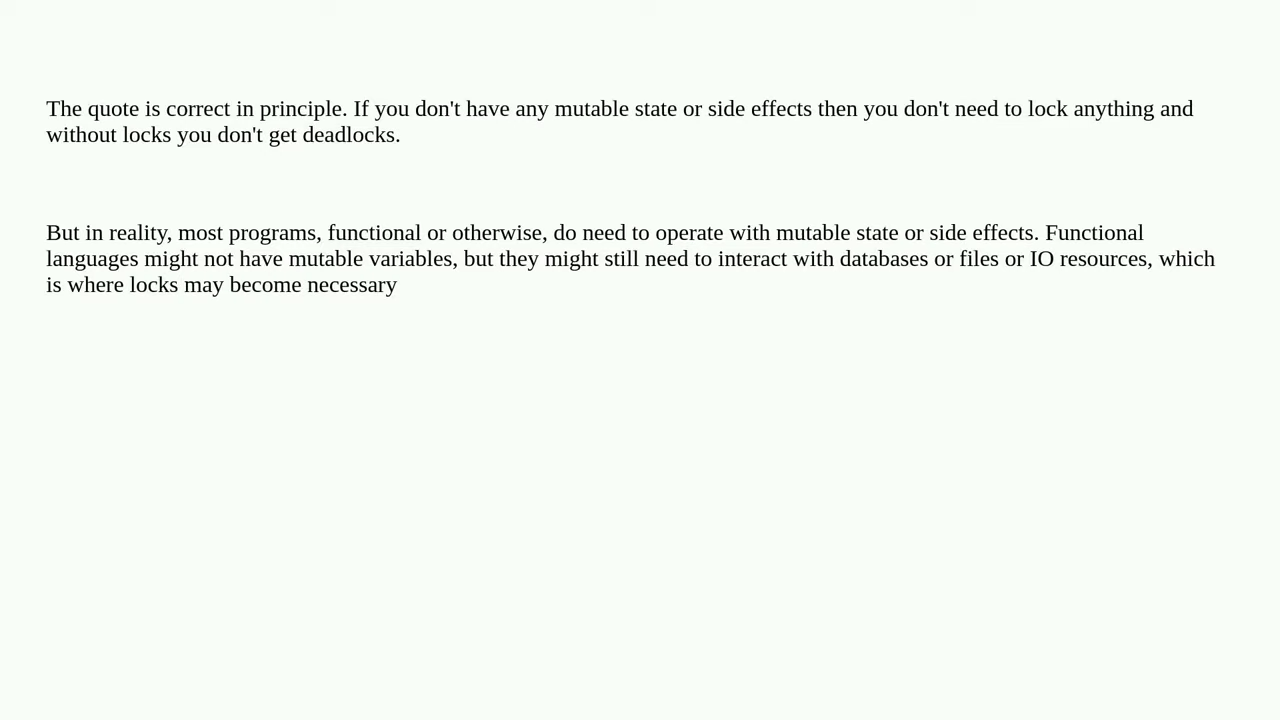 The quote is correct in principle. If you don't have any mutable state or side effects then you don't need to lock anything and
without locks you don't get deadlocks.
But in reality, most programs, functional or otherwise, do need to operate with mutable state or side effects. Functional
languages might not have mutable variables, but they might still need to interact with databases or files or IO resources, which
is where locks may become necessary